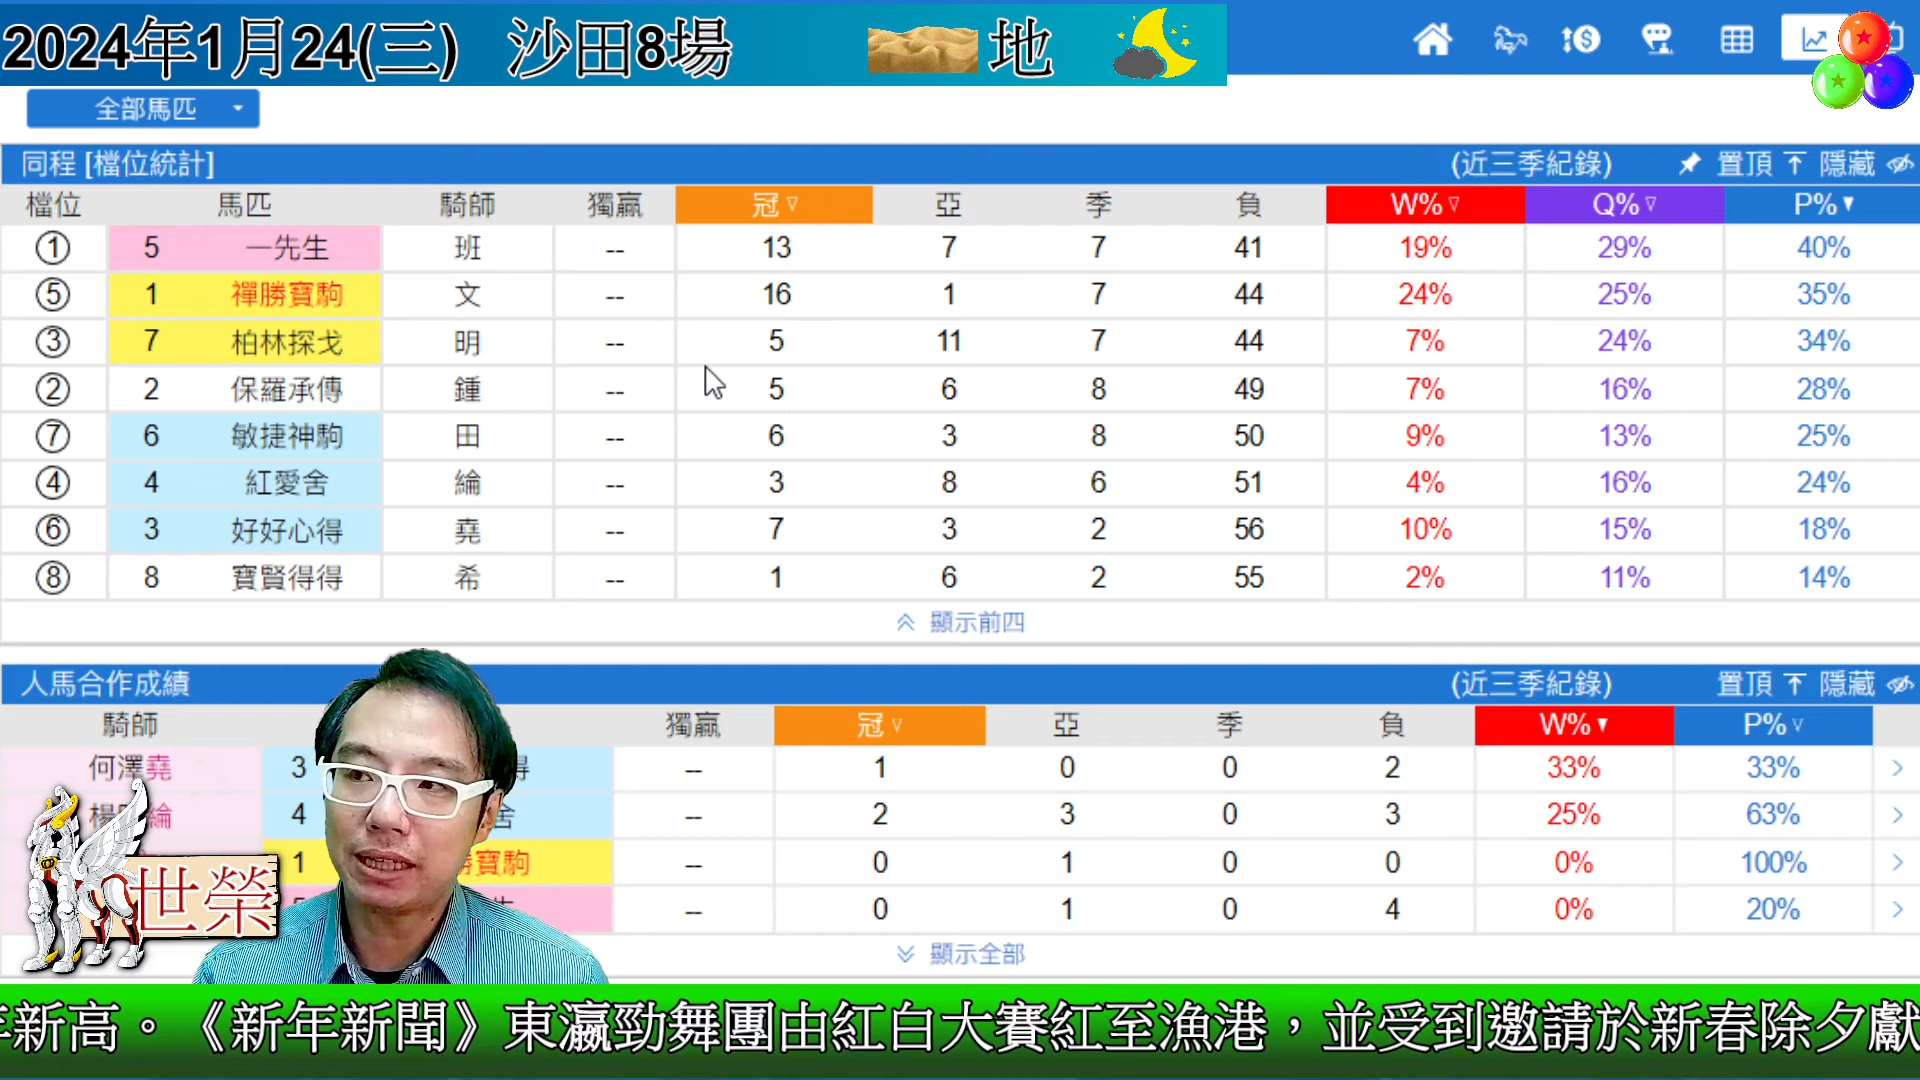 2024年1月24(三) 沙田8場 地
全部馬匹
同程 [檔位統計] (近三季紀錄) 置頂 隱藏
檔位 馬匹 騎師 獨贏 冠 亞 季 負 W% Q% P%
① 5 一先生 班 -- 13 7 7 41 19% 29% 40%
⑤ 1 禪勝寶駒 文 -- 16 1 7 44 24% 25% 35%
③ 7 柏林探戈 明 -- 5 11 7 44 7% 24% 34%
② 2 保羅承傳 鍾 -- 5 6 8 49 7% 16% 28%
⑦ 6 敏捷神駒 田 -- 6 3 8 50 9% 13% 25%
④ 4 紅愛舍 綸 -- 3 8 6 51 4% 16% 24%
⑥ 3 好好心得 堯 -- 7 3 2 56 10% 15% 18%
⑧ 8 寶賢得得 希 -- 1 6 2 55 2% 11% 14%
顯示前四
人馬合作成績 (近三季紀錄) 置頂 隱藏
騎師 獨贏 冠 亞 季 負 W% P%
何澤堯 3 得 -- 1 0 0 2 33% 33%
楊 綸 4 舍 -- 2 3 0 3 25% 63%
1 勝寶駒 -- 0 1 0 0 0% 100%
-- 0 1 0 4 0% 20%
世榮
顯示全部
新高。《新年新聞》東瀛勁舞團由紅白大賽紅至漁港，並受到邀請於新春除夕獻